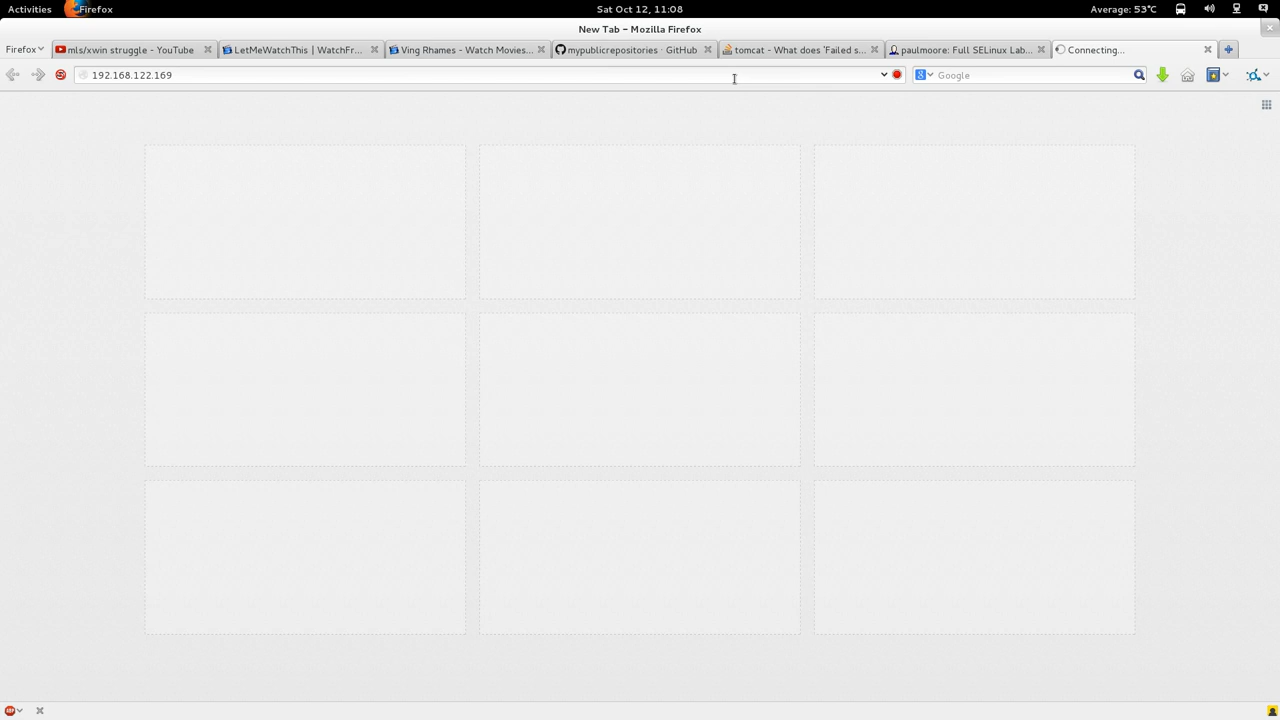 Activities Firefox Sat Oct 12, 11:08 Average: 53°C
New Tab - Mozilla Firefox
Firefox mls/xwin struggle - YouTube LetMeWatchThis | WatchFr... Ving Rhames - Watch Movies... mypublicrepositories · GitHub tomcat - What does 'Failed s... paulmoore: Full SELinux Lab... Connecting...
192.168.122.169 Google